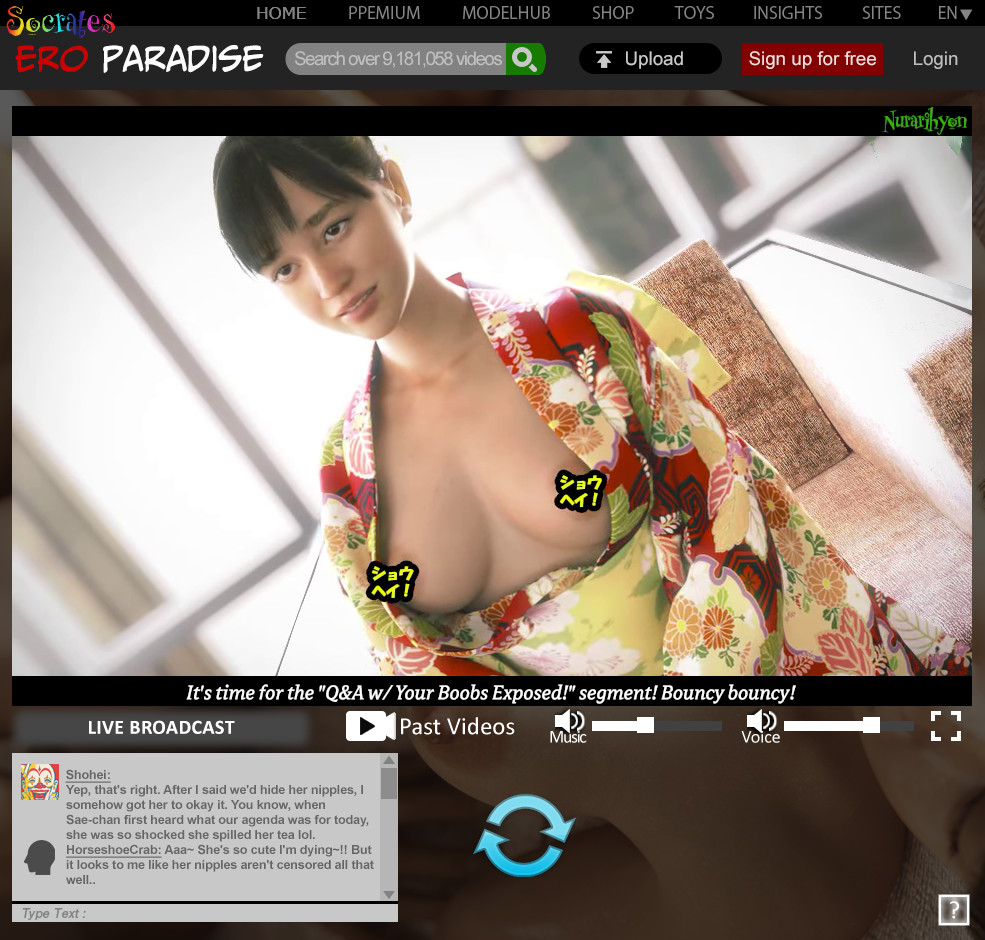 Socrates
HOME PPEMIUM MODELHUB SHOP TOYS INSIGHTS SITES EN
ERO PARADISE
Search over 9,181,058 videos
Upload
Sign up for free
Login
Nurarihyon
ショウ
ヘイ!
ショウ
ヘイ!
It's time for the "Q&A w/ Your Boobs Exposed!" segment! Bouncy bouncy!
LIVE BROADCAST
Past Videos
Music
Voice
Shohei:
Yep, that's right. After I said we'd hide her nipples, I
somehow got her to okay it. You know, when
Sae-chan first heard what our agenda was for today,
she was so shocked she spilled her tea lol.
HorseshoeCrab: Aaa~ She's so cute I'm dying~!! But
it looks to me like her nipples aren't censored all that
well..
Type Text :
?